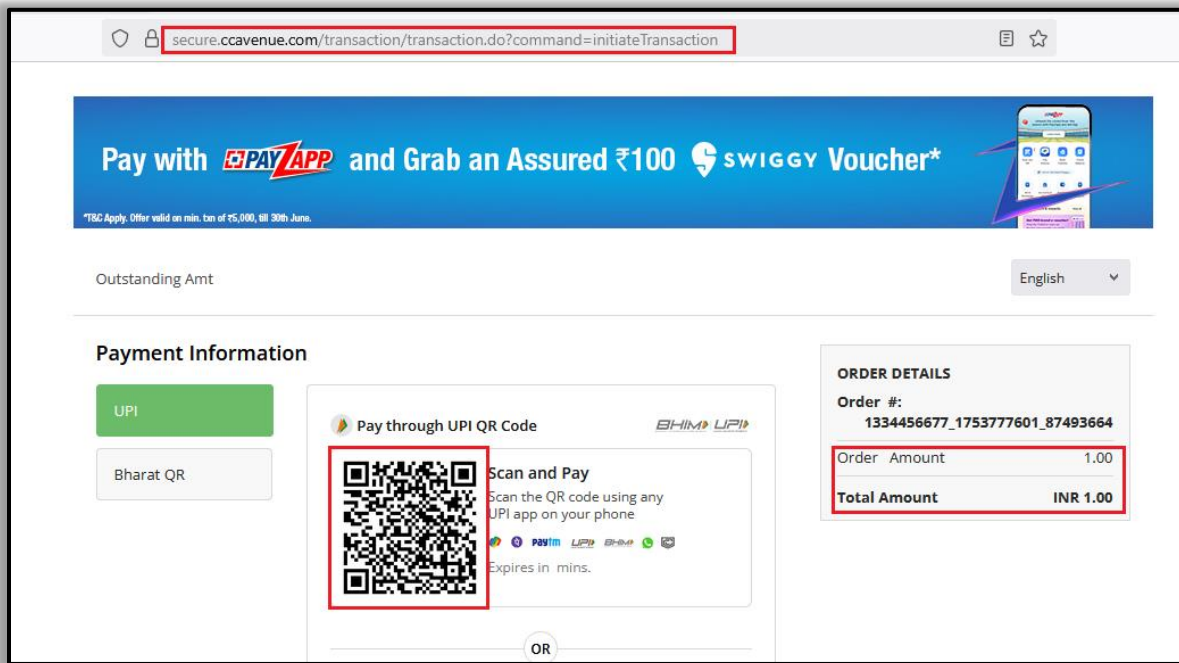 secure.ccavenue.com/transaction/transaction.do?command=initiateTransaction
Pay with PAYZAPP and Grab an Assured ₹100 SWIGGY Voucher*
*T&C Apply. Offer valid on min. txn of ₹5,000, till 30th June.
Outstanding Amt
English
Payment Information
UPI
Bharat QR
Pay through UPI QR Code
BHIM UPI
Scan and Pay
Scan the QR code using any
UPI app on your phone
Paytm UPI BHIM
Expires in mins.
OR
ORDER DETAILS
Order #:
1334456677_1753777601_87493664
Order Amount 1.00
Total Amount INR 1.00